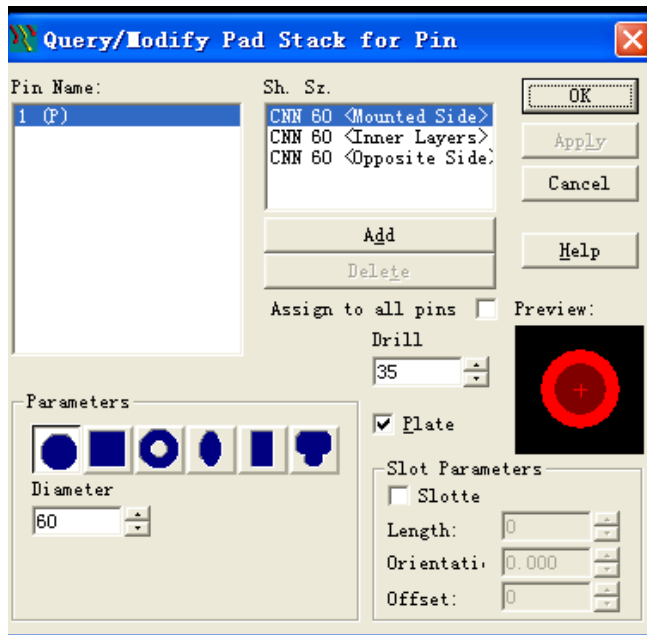 Query/Modify Pad Stack for Pin
Pin Name:
1 (P)
Sh. Sz.
CNN 60 <Mounted Side>
CNN 60 <Inner Layers>
CNN 60 <Opposite Side>
OK
Apply
Cancel
Help
Add
Delete
Assign to all pins
Preview:
Drill
35
Plate
Parameters
Diameter
60
Slot Parameters
Slotte
Length:
0
Orientati
0.000
Offset:
0